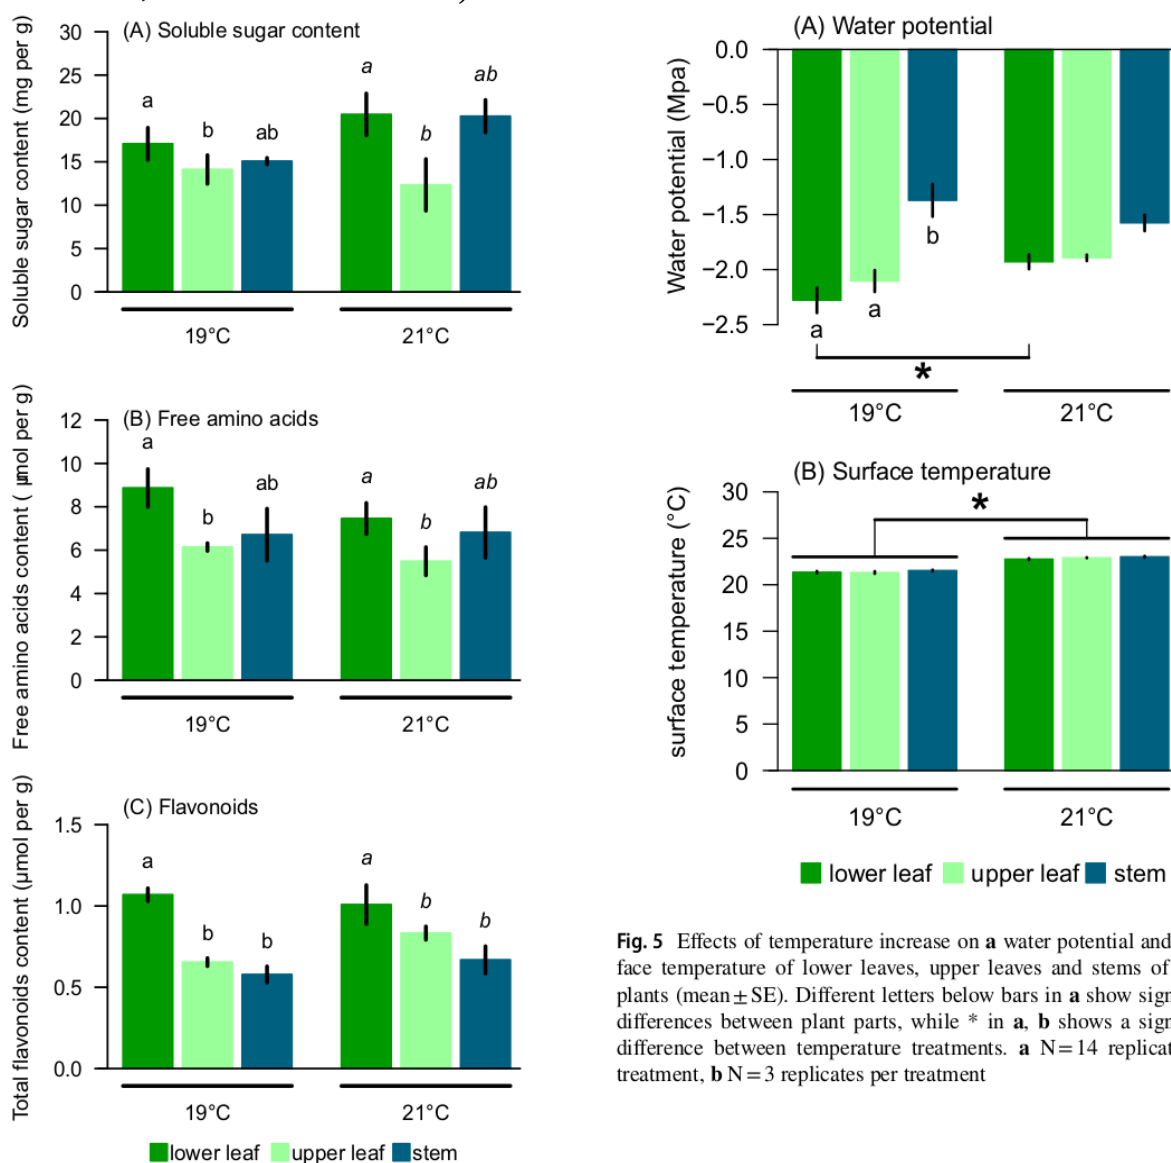 (A) Soluble sugar content
Soluble sugar content (mg per g)
30
25
20
15
10
5
0
a
b
ab
a
b
ab
19°C
21°C
(B) Free amino acids
Free amino acids content (µmol per g)
12
10
8
6
4
2
0
a
b
ab
a
b
ab
19°C
21°C
(C) Flavonoids
Total flavonoids content (µmol per g)
1.5
1.0
0.5
0.0
a
b
b
a
b
b
19°C
21°C
lower leaf upper leaf stem
(A) Water potential
Water potential (Mpa)
0.0
−0.5
−1.0
−1.5
−2.0
−2.5
a
a
b
*
19°C
21°C
(B) Surface temperature
surface temperature (°C)
30
25
20
15
10
5
0
*
19°C
21°C
lower leaf upper leaf stem
Fig. 5 Effects of temperature increase on a water potential and
face temperature of lower leaves, upper leaves and stems of
plants (mean ± SE). Different letters below bars in a show sign
differences between plant parts, while * in a, b shows a sign
difference between temperature treatments. a N = 14 replicat
treatment, b N = 3 replicates per treatment